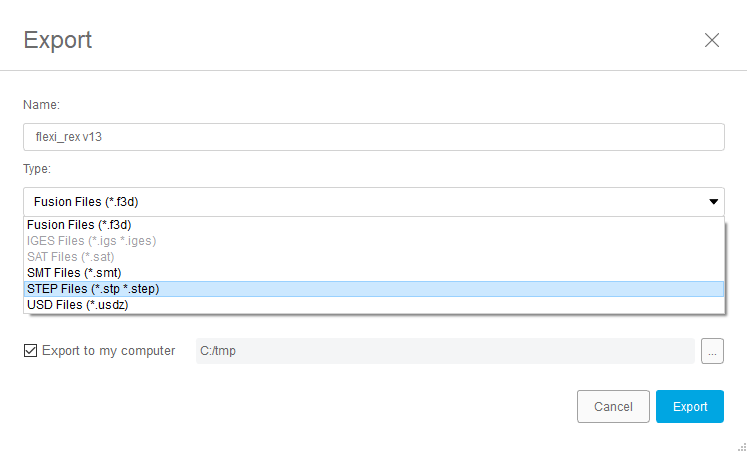 Export
Name:
flexi_rex v13
Type:
Fusion Files (*.f3d)
Fusion Files (*.f3d)
IGES Files (*.igs *.iges)
SAT Files (*.sat)
SMT Files (*.smt)
STEP Files (*.stp *.step)
USD Files (*.usdz)
Export to my computer
C:/tmp
...
Cancel
Export